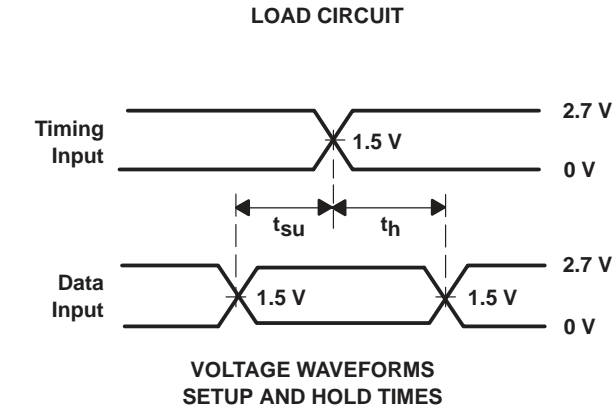 LOAD CIRCUIT
Timing
Input
2.7 V
1.5 V
0 V
tsu
th
Data
Input
2.7 V
1.5 V
1.5 V
0 V
VOLTAGE WAVEFORMS
SETUP AND HOLD TIMES